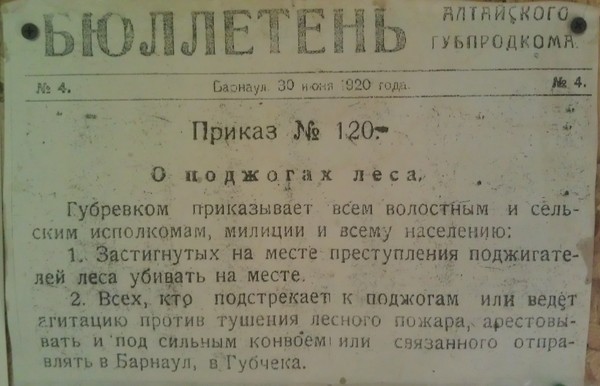 БЮЛЛЕТЕНЬ АЛТАЙСКОГО
ГУБПРОДКОМА.
№ 4. Барнаул 30 июня 1920 года. № 4.
Приказ № 120.-
О поджогах леса.
Губревком приказывает всем волостным и сель-
ским исполкомам, милиции и всему населению:
1. Застигнутых на месте преступления поджигате-
лей леса убивать на месте.
2. Всех, кто подстрекает к поджогам или ведет
агитацию против тушения лесного пожара, арестовы-
вать и под сильным конвоем или связанного отпра-
влять в Барнаул, в Губчека.